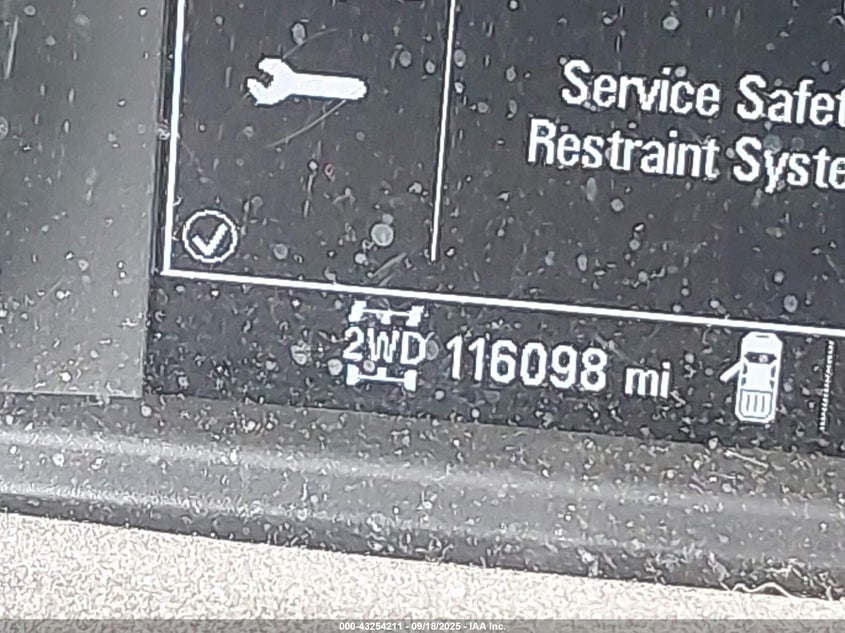 Service Safet
Restraint Syste
2WD 116098 mi
000-43254211 - 09/18/2025 - IAA Inc.